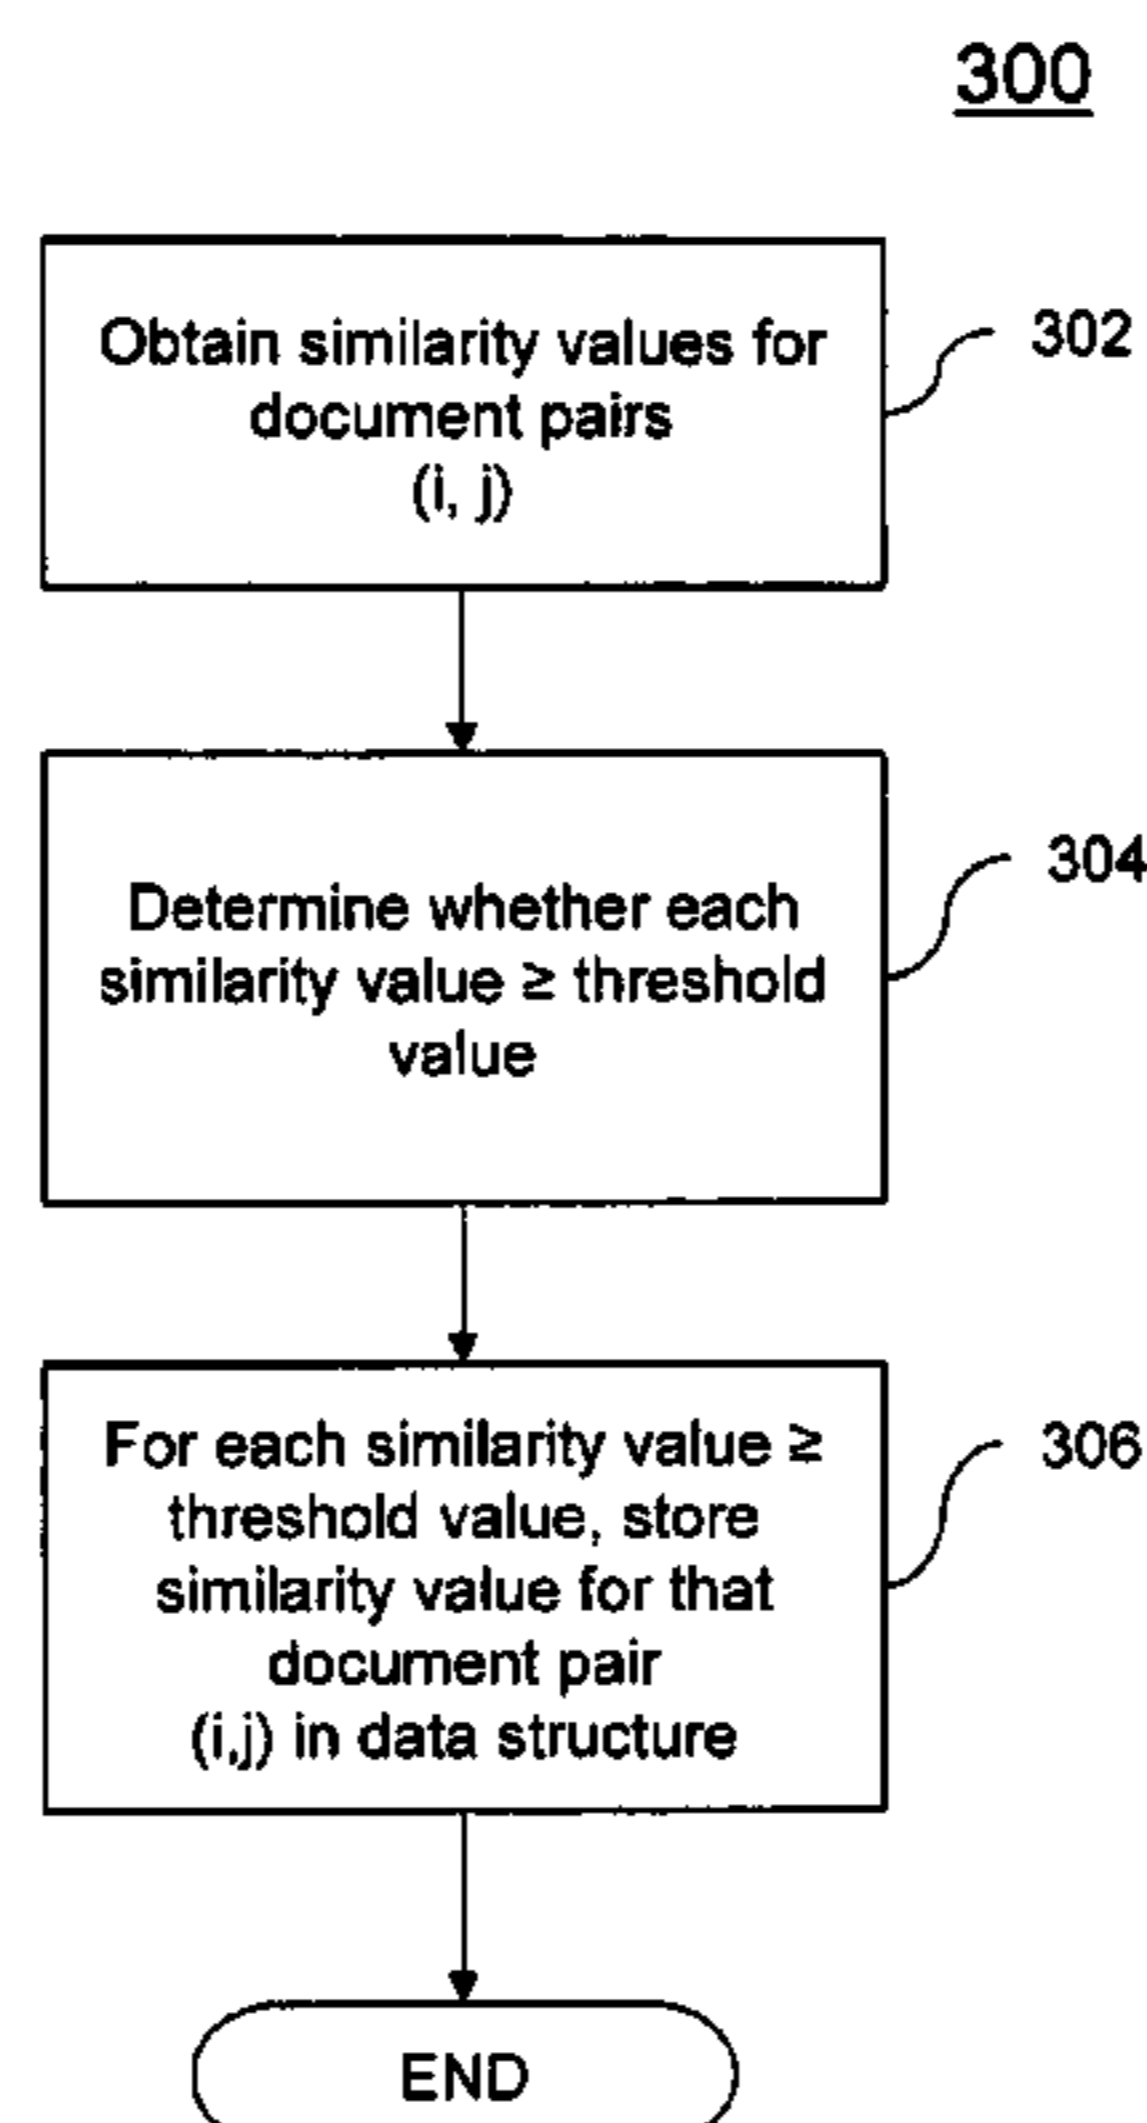 300
Obtain similarity values for
document pairs
(i, j)
302
Determine whether each
similarity value ≥ threshold
value
304
For each similarity value ≥
threshold value, store
similarity value for that
document pair
(i,j) in data structure
306
END